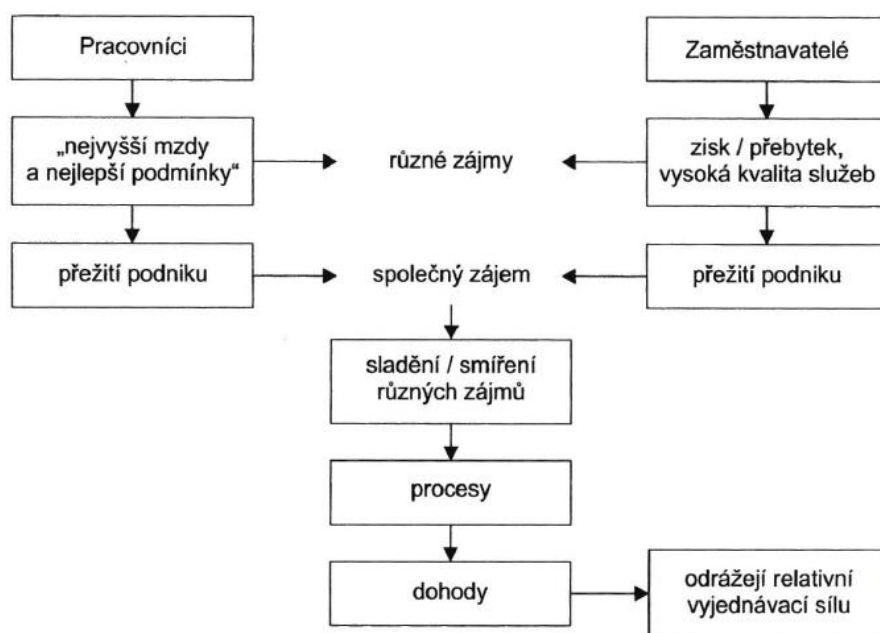 Pracovníci
Zaměstnavatelé
„nejvyšší mzdy
a nejlepší podmínky“
různé zájmy
zisk / přebytek,
vysoká kvalita služeb
přežití podniku
společný zájem
přežití podniku
sladění / smíření
různých zájmů
procesy
dohody
odrážejí relativní
vyjednávací sílu